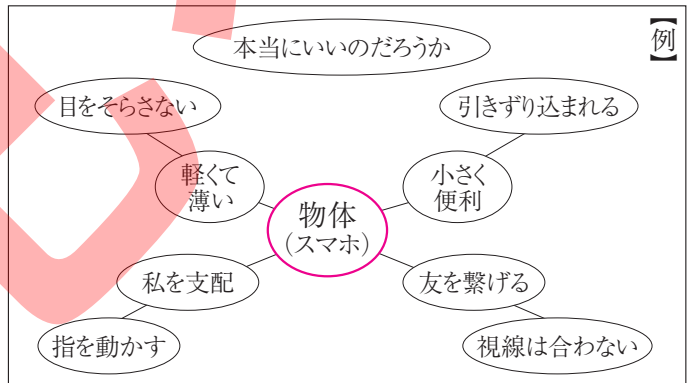 【例】
本当にいいのだろうか
目をそらさない
引きずり込まれる
軽くて
薄い
小さく
便利
物体
(スマホ)
私を支配
友を繋げる
指を動かす
視線は合わない